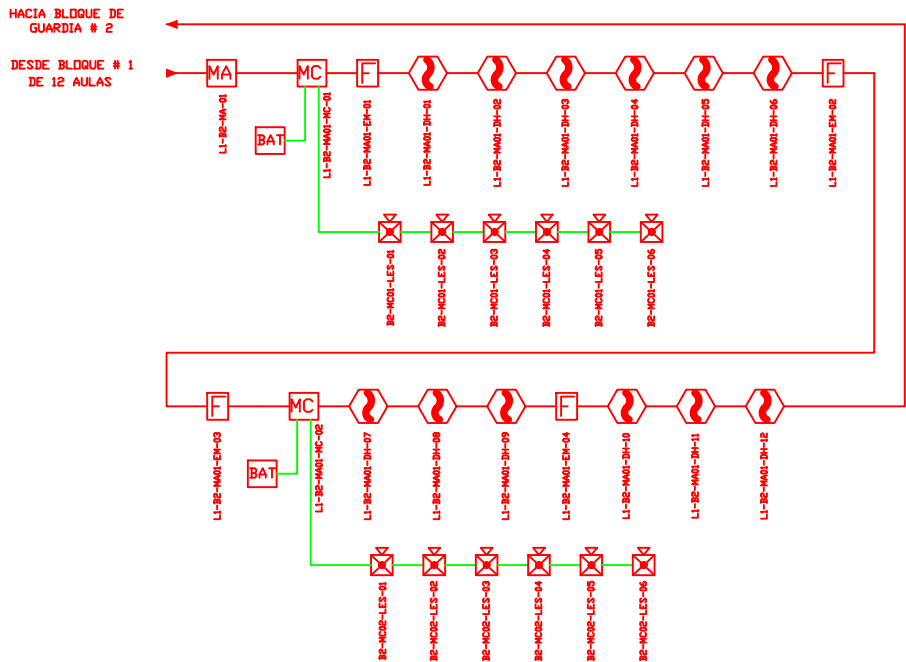 HACIA BLOQUE DE
GUARDIA # 2
DESDE BLOQUE # 1
DE 12 AULAS
MA
MC
F
F
L1-B2-MA-01
L1-B2-MA01-MC-01
L1-B2-MA01-EM-01
L1-B2-MA01-DH-01
L1-B2-MA01-DH-02
L1-B2-MA01-DH-03
L1-B2-MA01-DH-04
L1-B2-MA01-DH-05
L1-B2-MA01-DH-06
L1-B2-MA01-EM-02
BAT
B2-MC01-LES-01
B2-MC01-LES-02
B2-MC01-LES-03
B2-MC01-LES-04
B2-MC01-LES-05
B2-MC01-LES-06
F
MC
F
L1-B2-MA01-EM-03
L1-B2-MA01-MC-02
L1-B2-MA01-DH-07
L1-B2-MA01-DH-08
L1-B2-MA01-DH-09
L1-B2-MA01-EM-04
L1-B2-MA01-DH-10
L1-B2-MA01-DH-11
L1-B2-MA01-DH-12
BAT
B2-MC02-LES-01
B2-MC02-LES-02
B2-MC02-LES-03
B2-MC02-LES-04
B2-MC02-LES-05
B2-MC02-LES-06